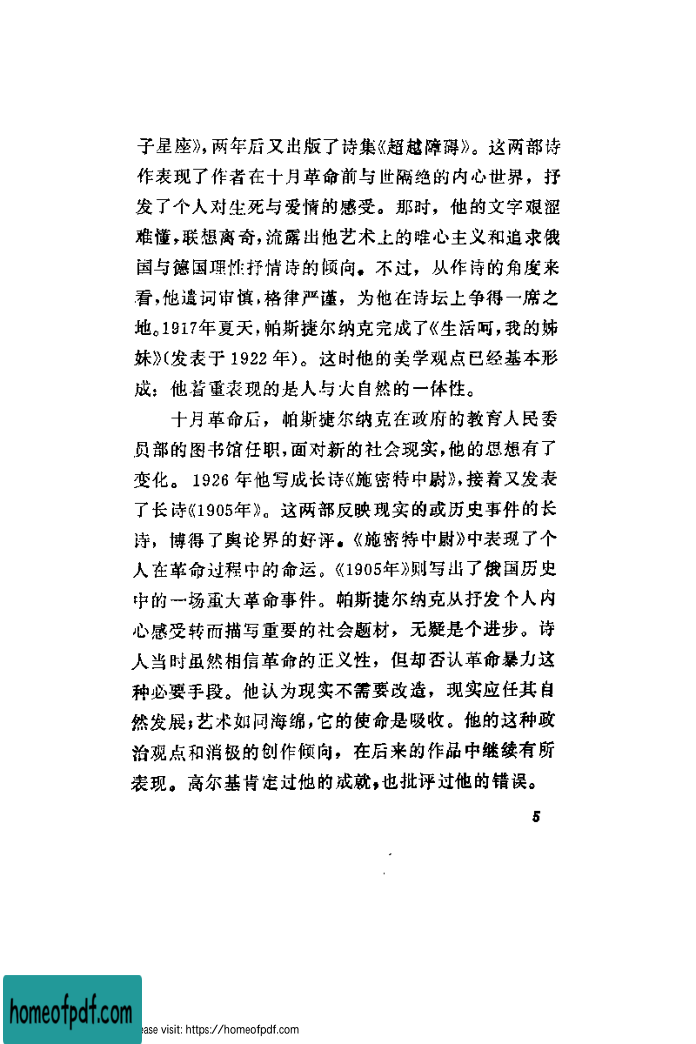 子星座》，两年后又出版了诗集《超越障碍》。这两部诗
作表现了作者在十月革命前与世隔绝的内心世界，抒
发了个人对生死与爱情的感受。那时，他的文字艰涩
难懂，联想离奇，流露出他艺术上的唯心主义和追求俄
国与德国理性抒情诗的倾向。不过，从作诗的角度来
看，他遣词审慎，格律严谨，为他在诗坛上争得一席之
地。1917年夏天，帕斯捷尔纳克完成了《生活呵，我的姊
妹》（发表于1922年）。这时他的美学观点已经基本形
成：他着重表现的是人与大自然的一体性。
十月革命后，帕斯捷尔纳克在政府的教育人民委
员部的图书馆任职，面对新的社会现实，他的思想有了
变化。1926年他写成长诗《施密特中尉》，接着又发表
了长诗《1905年》。这两部反映现实的或历史事件的长
诗，博得了舆论界的好评。《施密特中尉》中表现了个
人在革命过程中的命运。《1905年》则写出了俄国历史
中的一场重大革命事件。帕斯捷尔纳克从抒发个人内
心感受转而描写重要的社会题材，无疑是个进步。诗
人当时虽然相信革命的正义性，但却否认革命暴力这
种必要手段。他认为现实不需要改造，现实应任其自
然发展；艺术如同海绵，它的使命是吸收。他的这种政
治观点和消极的创作倾向，在后来的作品中继续有所
表现。高尔基肯定过他的成就，也批评过他的错误。
5
homeofpdf.com
ease visit: https://homeofpdf.com